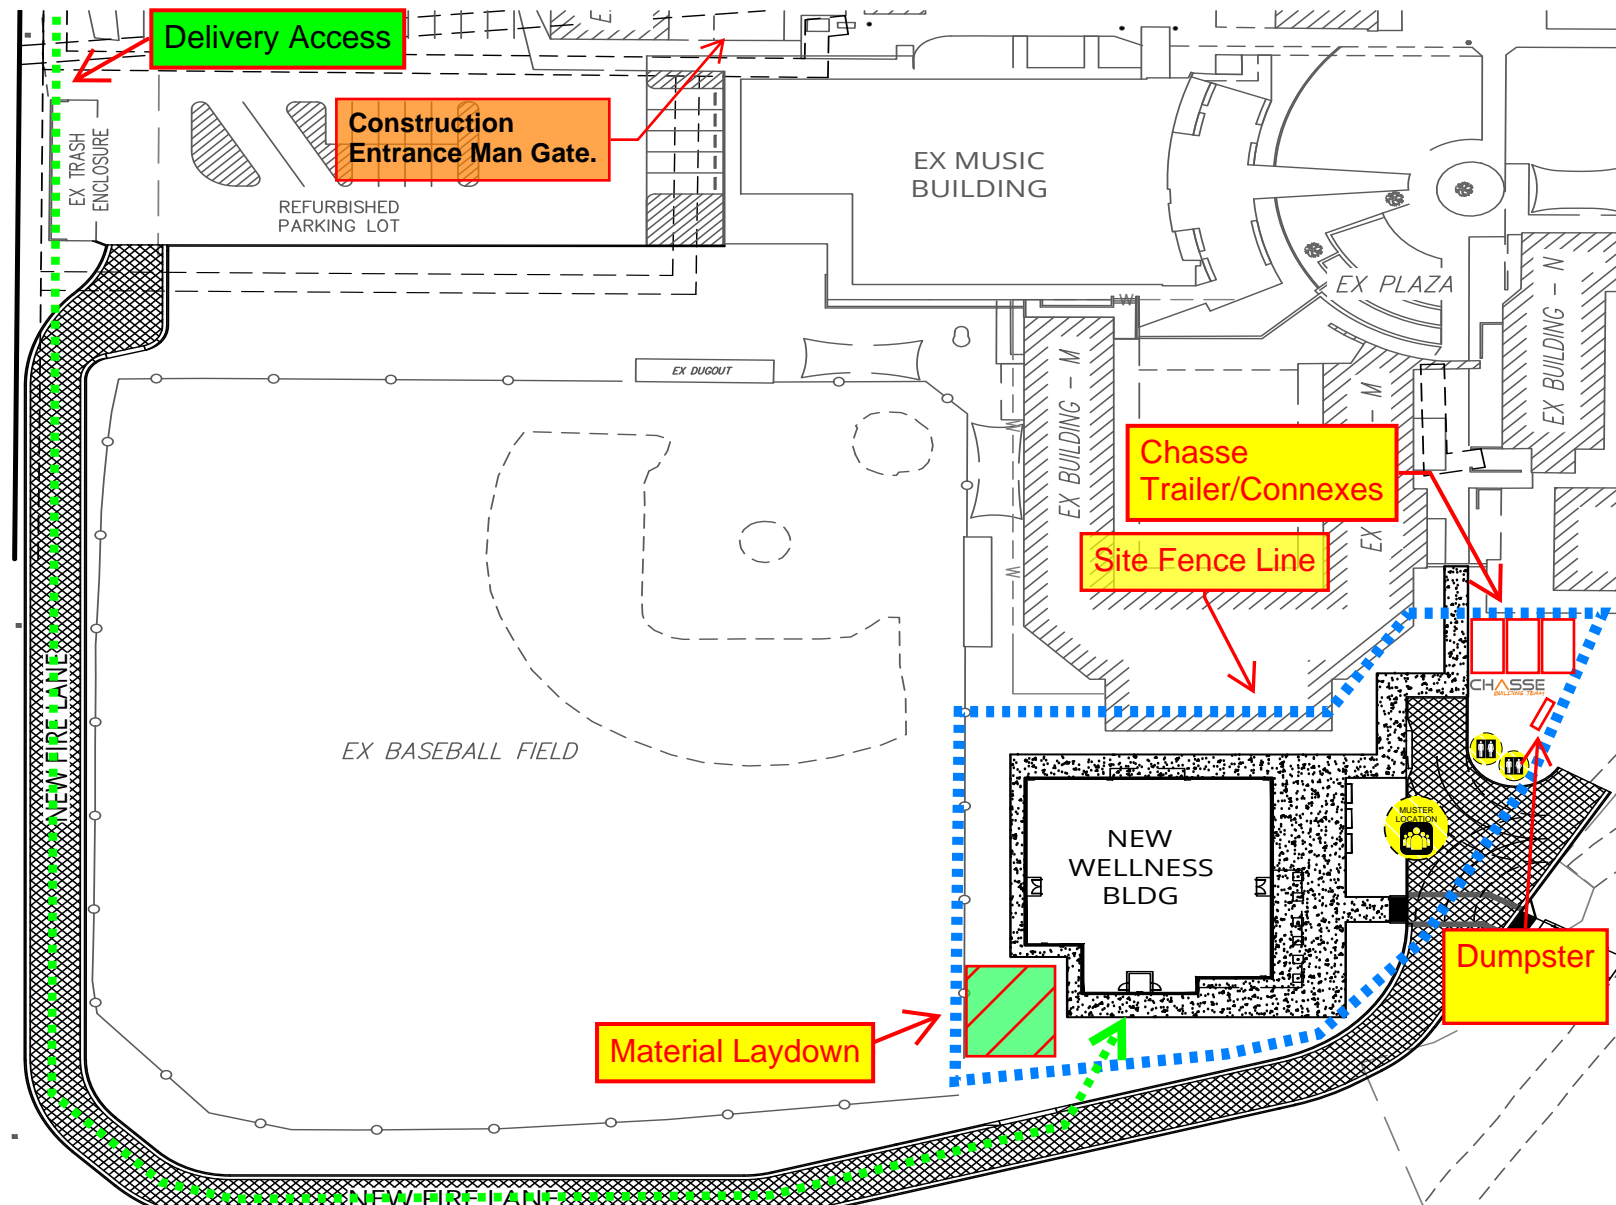 Delivery Access
Construction
Entrance Man Gate.
EX TRASH
ENCLOSURE
REFURBISHED
PARKING LOT
EX MUSIC
BUILDING
EX PLAZA
W
EX BUILDING - N
EX DUGOUT
EX BUILDING - M
- M
W
W
Chasse
Trailer/Connexes
Site Fence Line
CHASSE
BUILDING TEAM
NEW FIRE LANE
EX BASEBALL FIELD
MUSTER
LOCATION
NEW
WELLNESS
BLDG
Dumpster
Material Laydown
NEW FIRE LANE